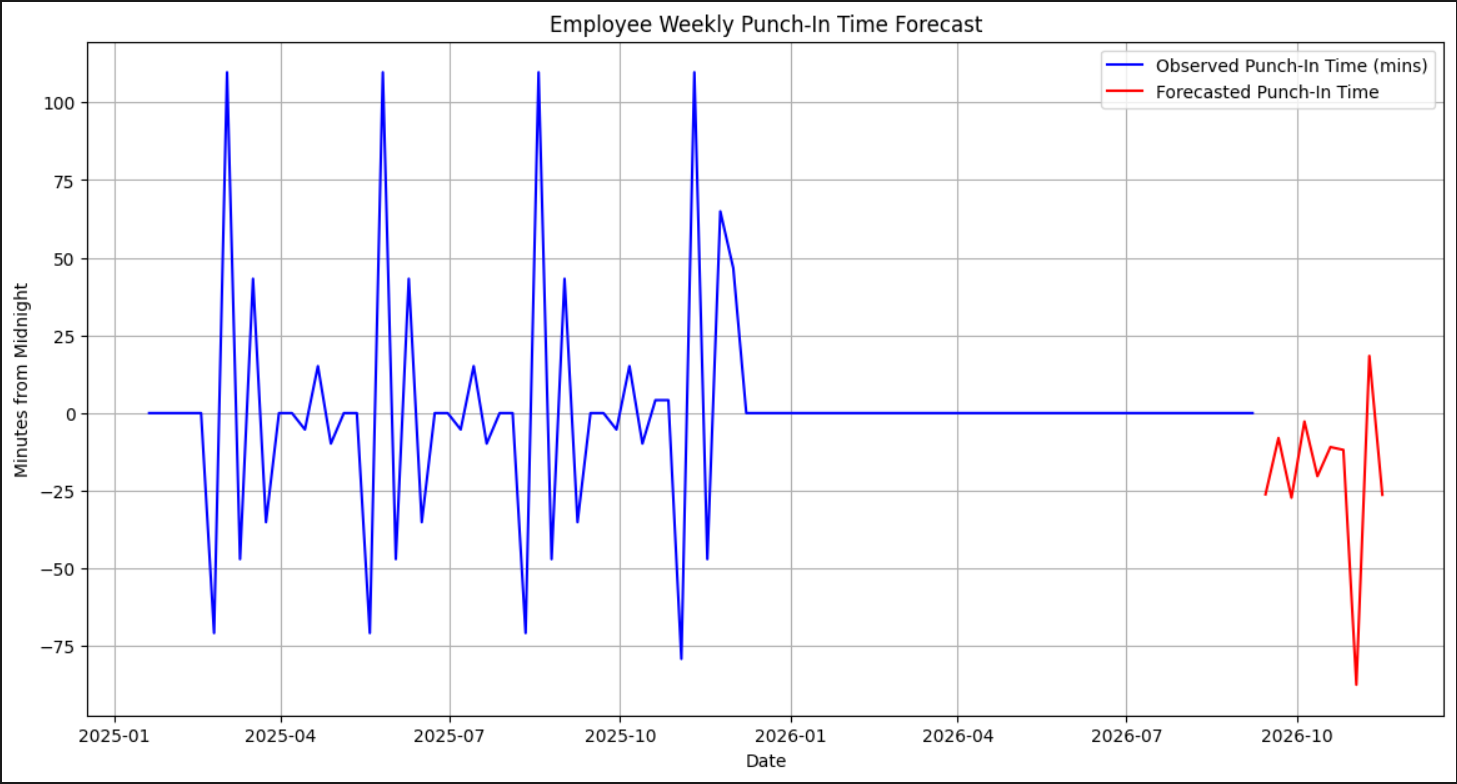 Employee Weekly Punch-In Time Forecast
Observed Punch-In Time (mins)
Forecasted Punch-In Time
Minutes from Midnight
100
75
50
25
0
−25
−50
−75
2025-01 2025-04 2025-07 2025-10 2026-01 2026-04 2026-07 2026-10
Date